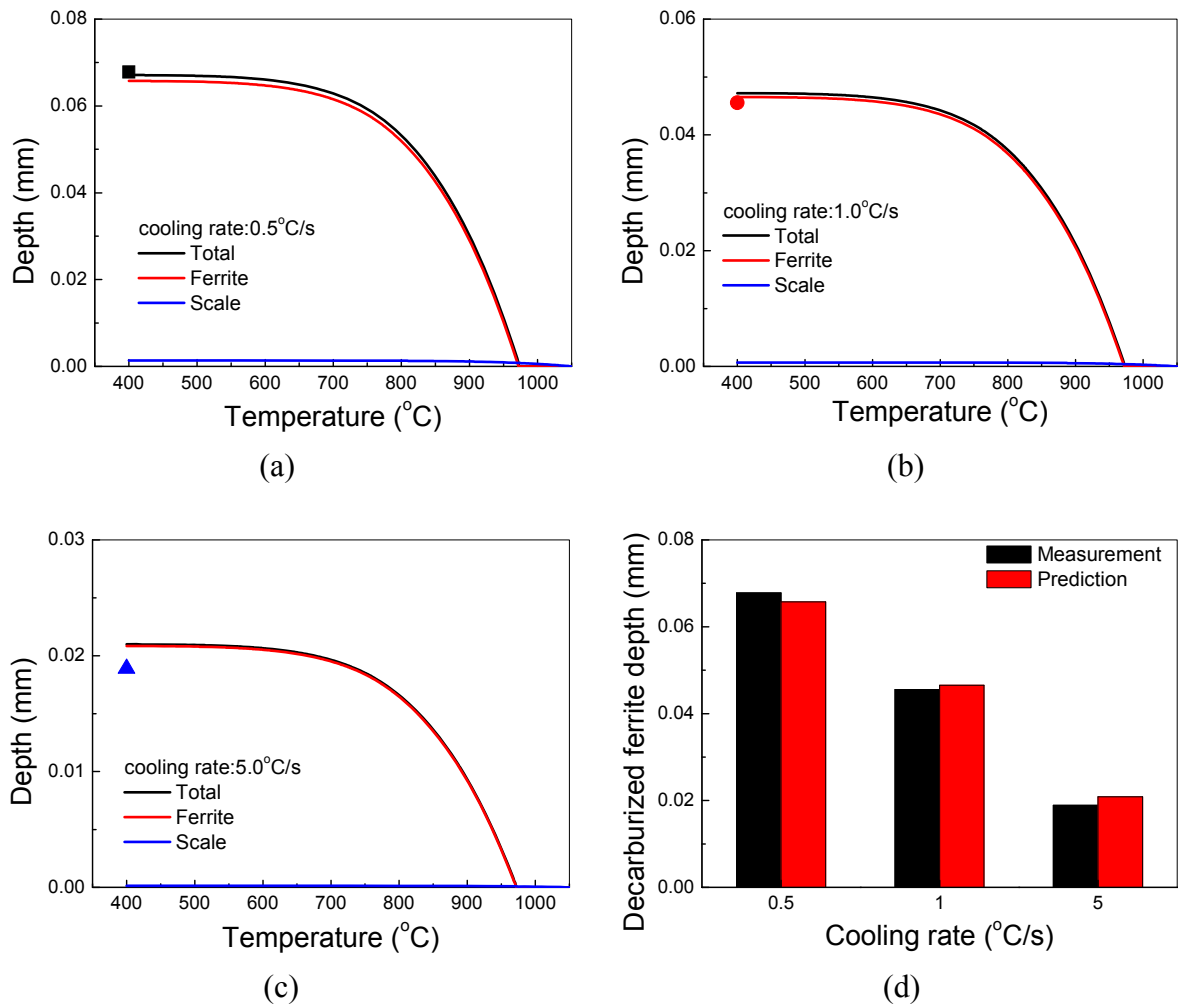 0.08
0.06
0.04
0.02
0.00
Depth (mm)
cooling rate:0.5°C/s
Total
Ferrite
Scale
400 500 600 700 800 900 1000
Temperature (°C)
(a)
0.06
0.04
0.02
0.00
Depth (mm)
cooling rate:1.0°C/s
Total
Ferrite
Scale
400 500 600 700 800 900 1000
Temperature (°C)
(b)
0.03
0.02
0.01
0.00
Depth (mm)
cooling rate:5.0°C/s
Total
Ferrite
Scale
400 500 600 700 800 900 1000
Temperature (°C)
(c)
0.08
0.06
0.04
0.02
0.00
Decarburized ferrite depth (mm)
Measurement
Prediction
0.5 1 5
Cooling rate (°C/s)
(d)